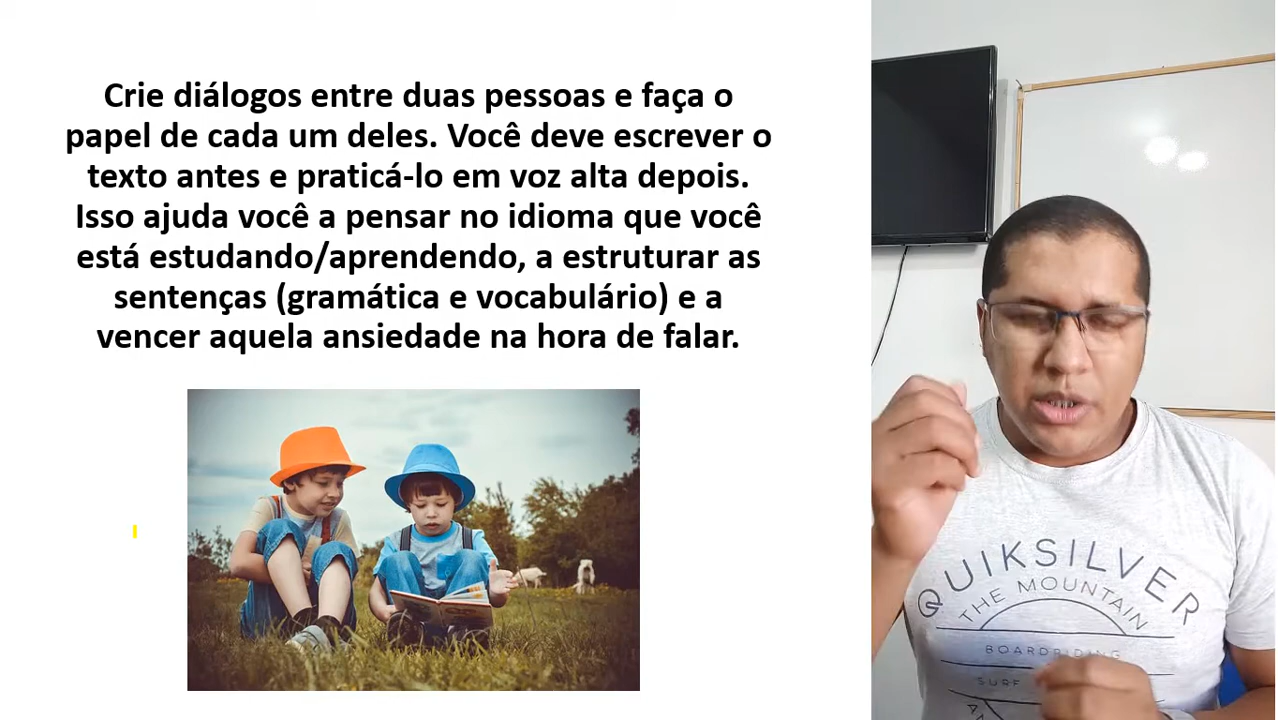 Crie diálogos entre duas pessoas e faça o
papel de cada um deles. Você deve escrever o
texto antes e praticá-lo em voz alta depois.
Isso ajuda você a pensar no idioma que você
está estudando/aprendendo, a estruturar as
sentenças (gramática e vocabulário) e a
vencer aquela ansiedade na hora de falar.
QUIKSILVER
THE MOUNTAIN
BOARDRIDING
SURF